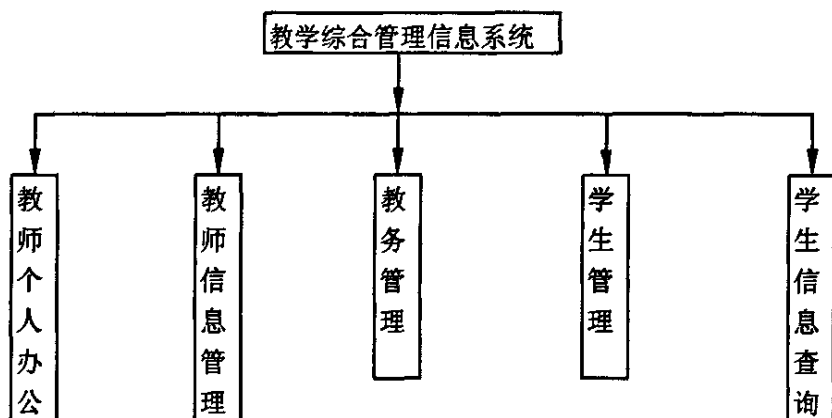 教学综合管理信息系统
教师个人办公
教师信息管理
教务管理
学生管理
学生信息查询